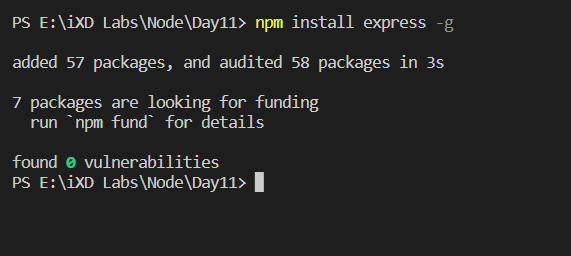 PS E:\iXD Labs\Node\Day11> npm install express -g
added 57 packages, and audited 58 packages in 3s
7 packages are looking for funding
  run `npm fund` for details
found 0 vulnerabilities
PS E:\iXD Labs\Node\Day11>